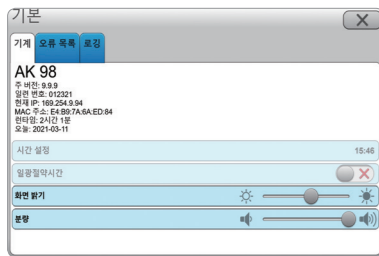 기본
기계 오류 목록 로깅
AK 98
주 버전: 9.9.9
일련 번호: 012321
현재 IP: 169.254.9.94
MAC 주소: E4:B9:7A:6A:ED:84
런타임: 2시간 1분
오늘: 2021-03-11
시간 설정 15:46
일광절약시간
화면 밝기
분량